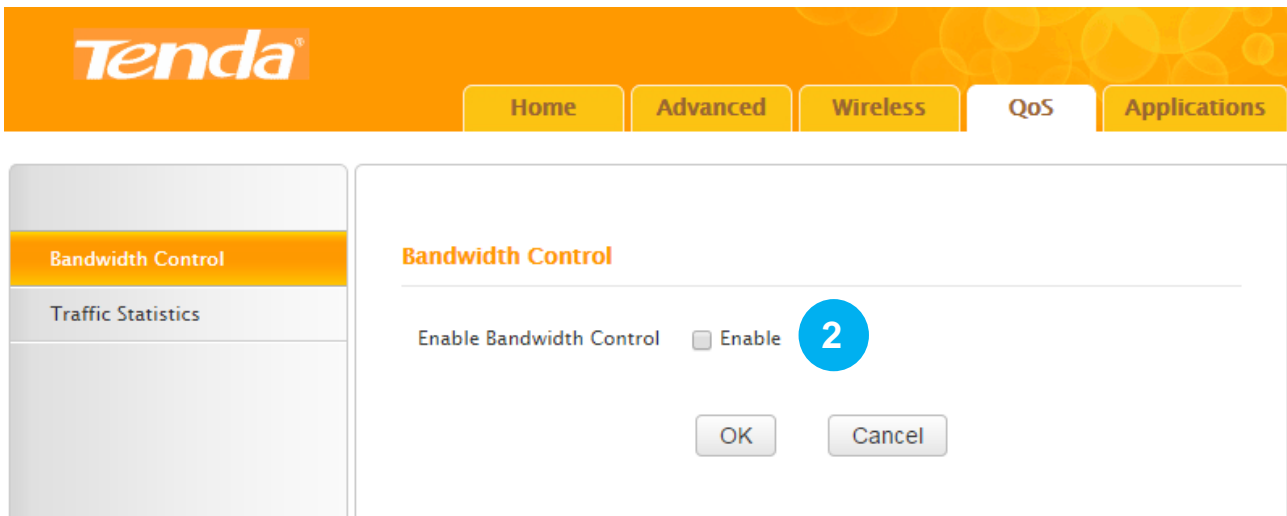 Tenda®
Home Advanced Wireless QoS Applications
Bandwidth Control
Traffic Statistics
Bandwidth Control
Enable Bandwidth Control Enable 2
OK Cancel